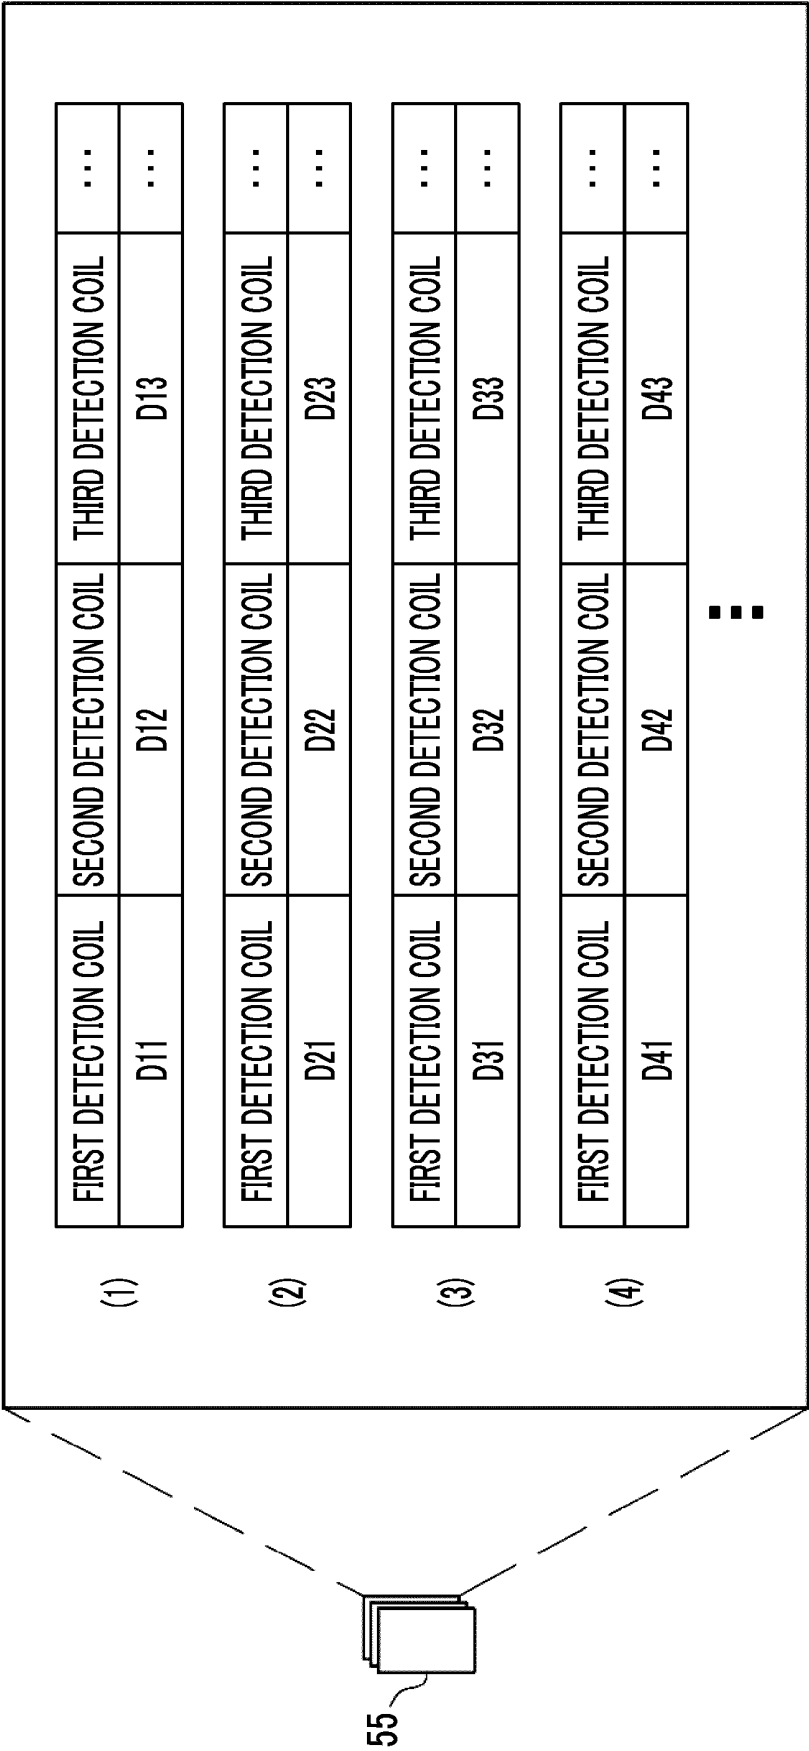 55
(1)
FIRST DETECTION COIL SECOND DETECTION COIL THIRD DETECTION COIL ...
D11 D12 D13 ...
(2)
FIRST DETECTION COIL SECOND DETECTION COIL THIRD DETECTION COIL ...
D21 D22 D23 ...
(3)
FIRST DETECTION COIL SECOND DETECTION COIL THIRD DETECTION COIL ...
D31 D32 D33 ...
(4)
FIRST DETECTION COIL SECOND DETECTION COIL THIRD DETECTION COIL ...
D41 D42 D43 ...
...